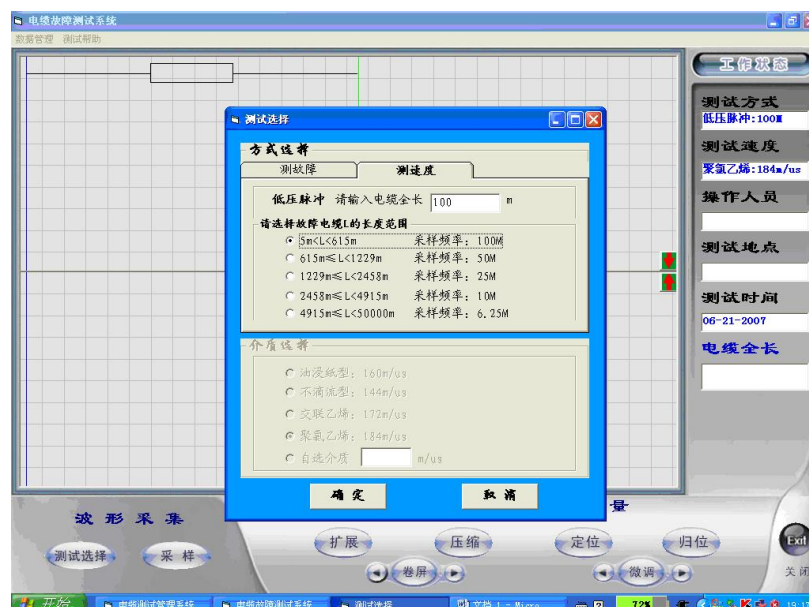 电缆故障测试系统
数据管理 测试帮助
工作状态
测试方式
低压脉冲:100M
测试速度
聚氯乙烯:184m/us
操作人员
测试地点
测试时间
06-21-2007
电缆全长
测试选择
方式选择
测故障 测速度
低压脉冲 请输入电缆全长 100 m
请选择故障电缆L的长度范围
5m<L<615m 采样频率: 100M
615m≤L<1229m 采样频率: 50M
1229m≤L<2458m 采样频率: 25M
2458m≤L<4915m 采样频率: 10M
4915m≤L<50000m 采样频率: 6.25M
介质选择
油浸纸型: 160m/us
不滴流型: 144m/us
交联乙烯: 172m/us
聚氯乙烯: 184m/us
自选介质 m/us
确定 取消
波形采集 量
测试选择 采样 扩展 压缩 定位 归位 Exit
卷屏 微调 关闭
开始 电缆测试管理系统 电缆故障测试系统 测试选择 文档 1 - Micro... 72%